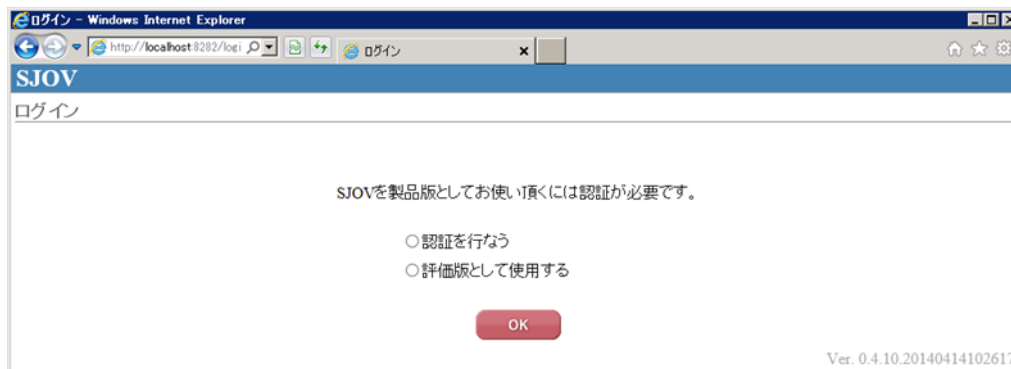 ログイン - Windows Internet Explorer
http://localhost:8282/logi
ログイン
SJOV
ログイン
SJOVを製品版としてお使い頂くには認証が必要です。
認証を行なう
評価版として使用する
OK
Ver. 0.4.10.20140414102617